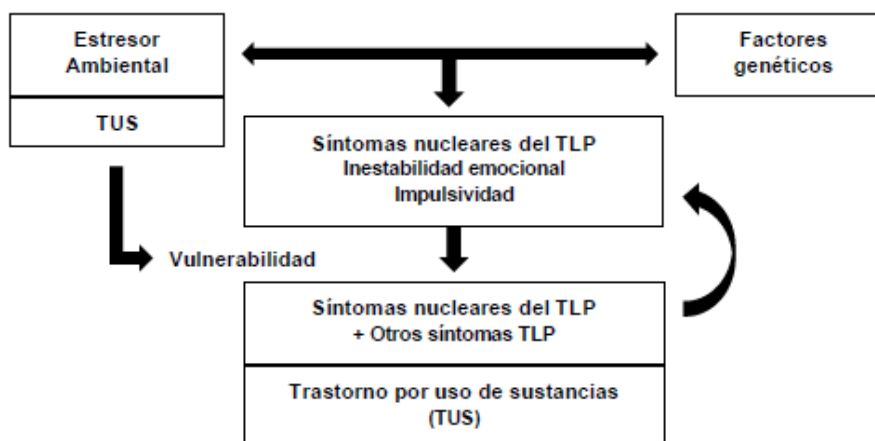 Estresor
Ambiental
TUS
Factores
genéticos
Síntomas nucleares del TLP
Inestabilidad emocional
Impulsividad
Vulnerabilidad
Síntomas nucleares del TLP
+ Otros síntomas TLP
Trastorno por uso de sustancias
(TUS)